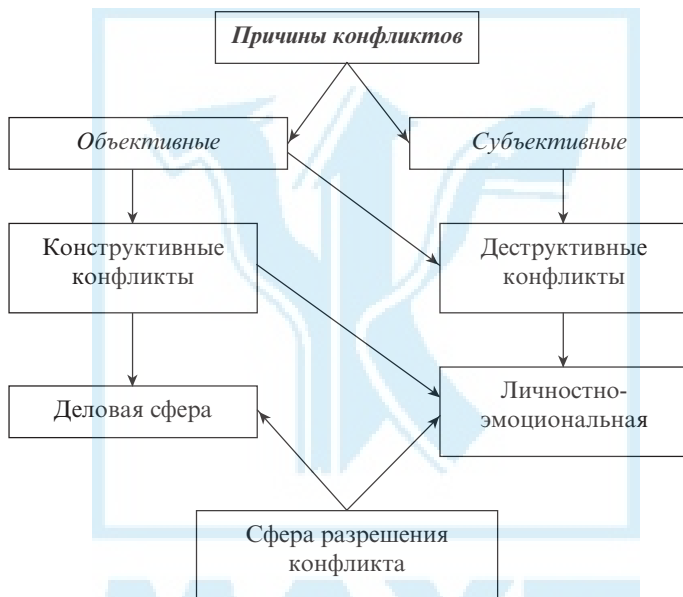 Причины конфликтов
Объективные
Субъективные
Конструктивные
конфликты
Деструктивные
конфликты
Деловая сфера
Личностно-
эмоциональная
Сфера разрешения
конфликта